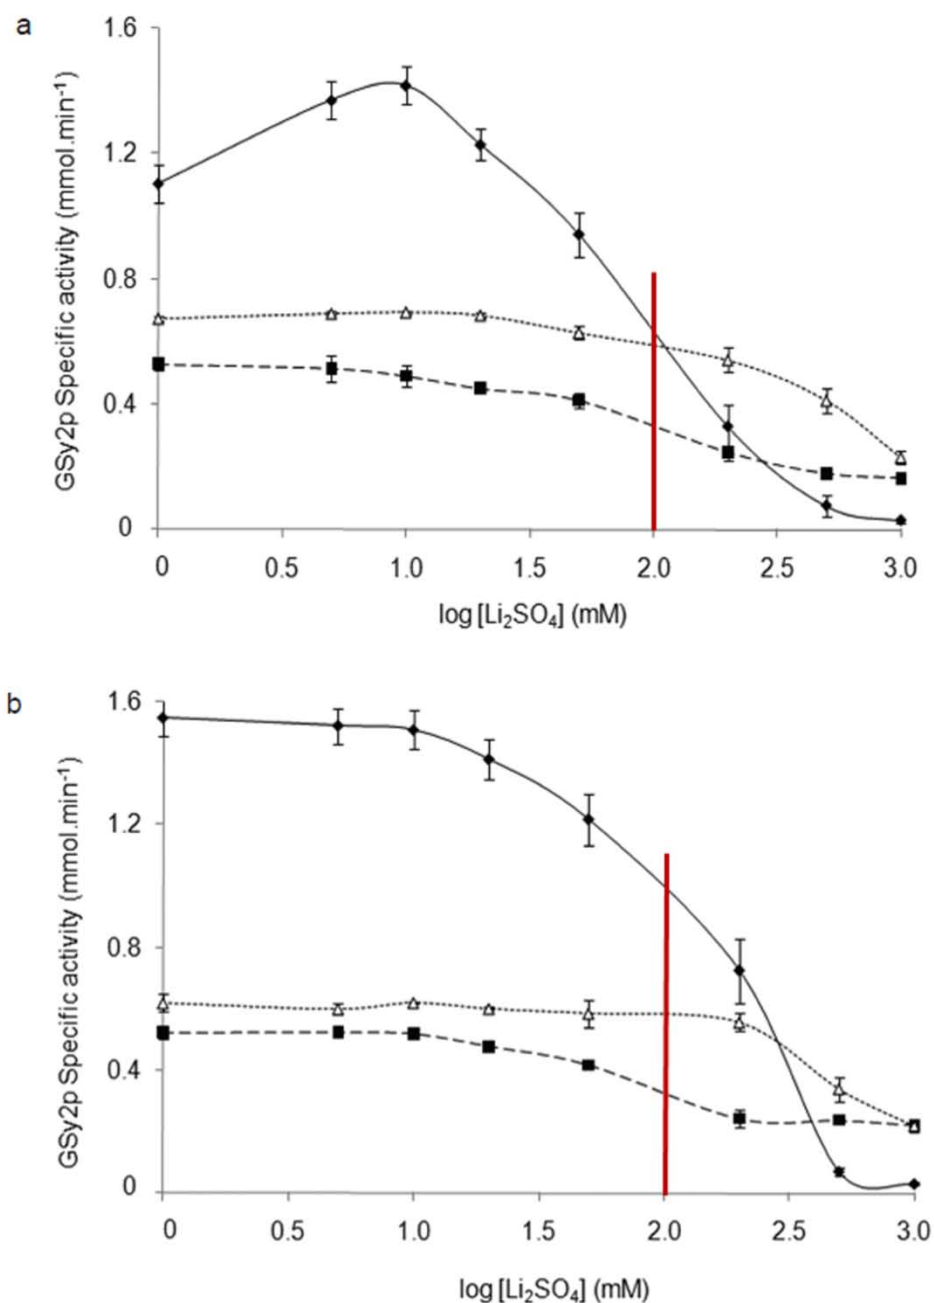 a
GSy2p Specific activity (mmol.min⁻¹)
1.6
1.2
0.8
0.4
0
0 0.5 1.0 1.5 2.0 2.5 3.0
log [Li₂SO₄] (mM)
b
GSy2p Specific activity (mmol.min⁻¹)
1.6
1.2
0.8
0.4
0
0 0.5 1.0 1.5 2.0 2.5 3.0
log [Li₂SO₄] (mM)